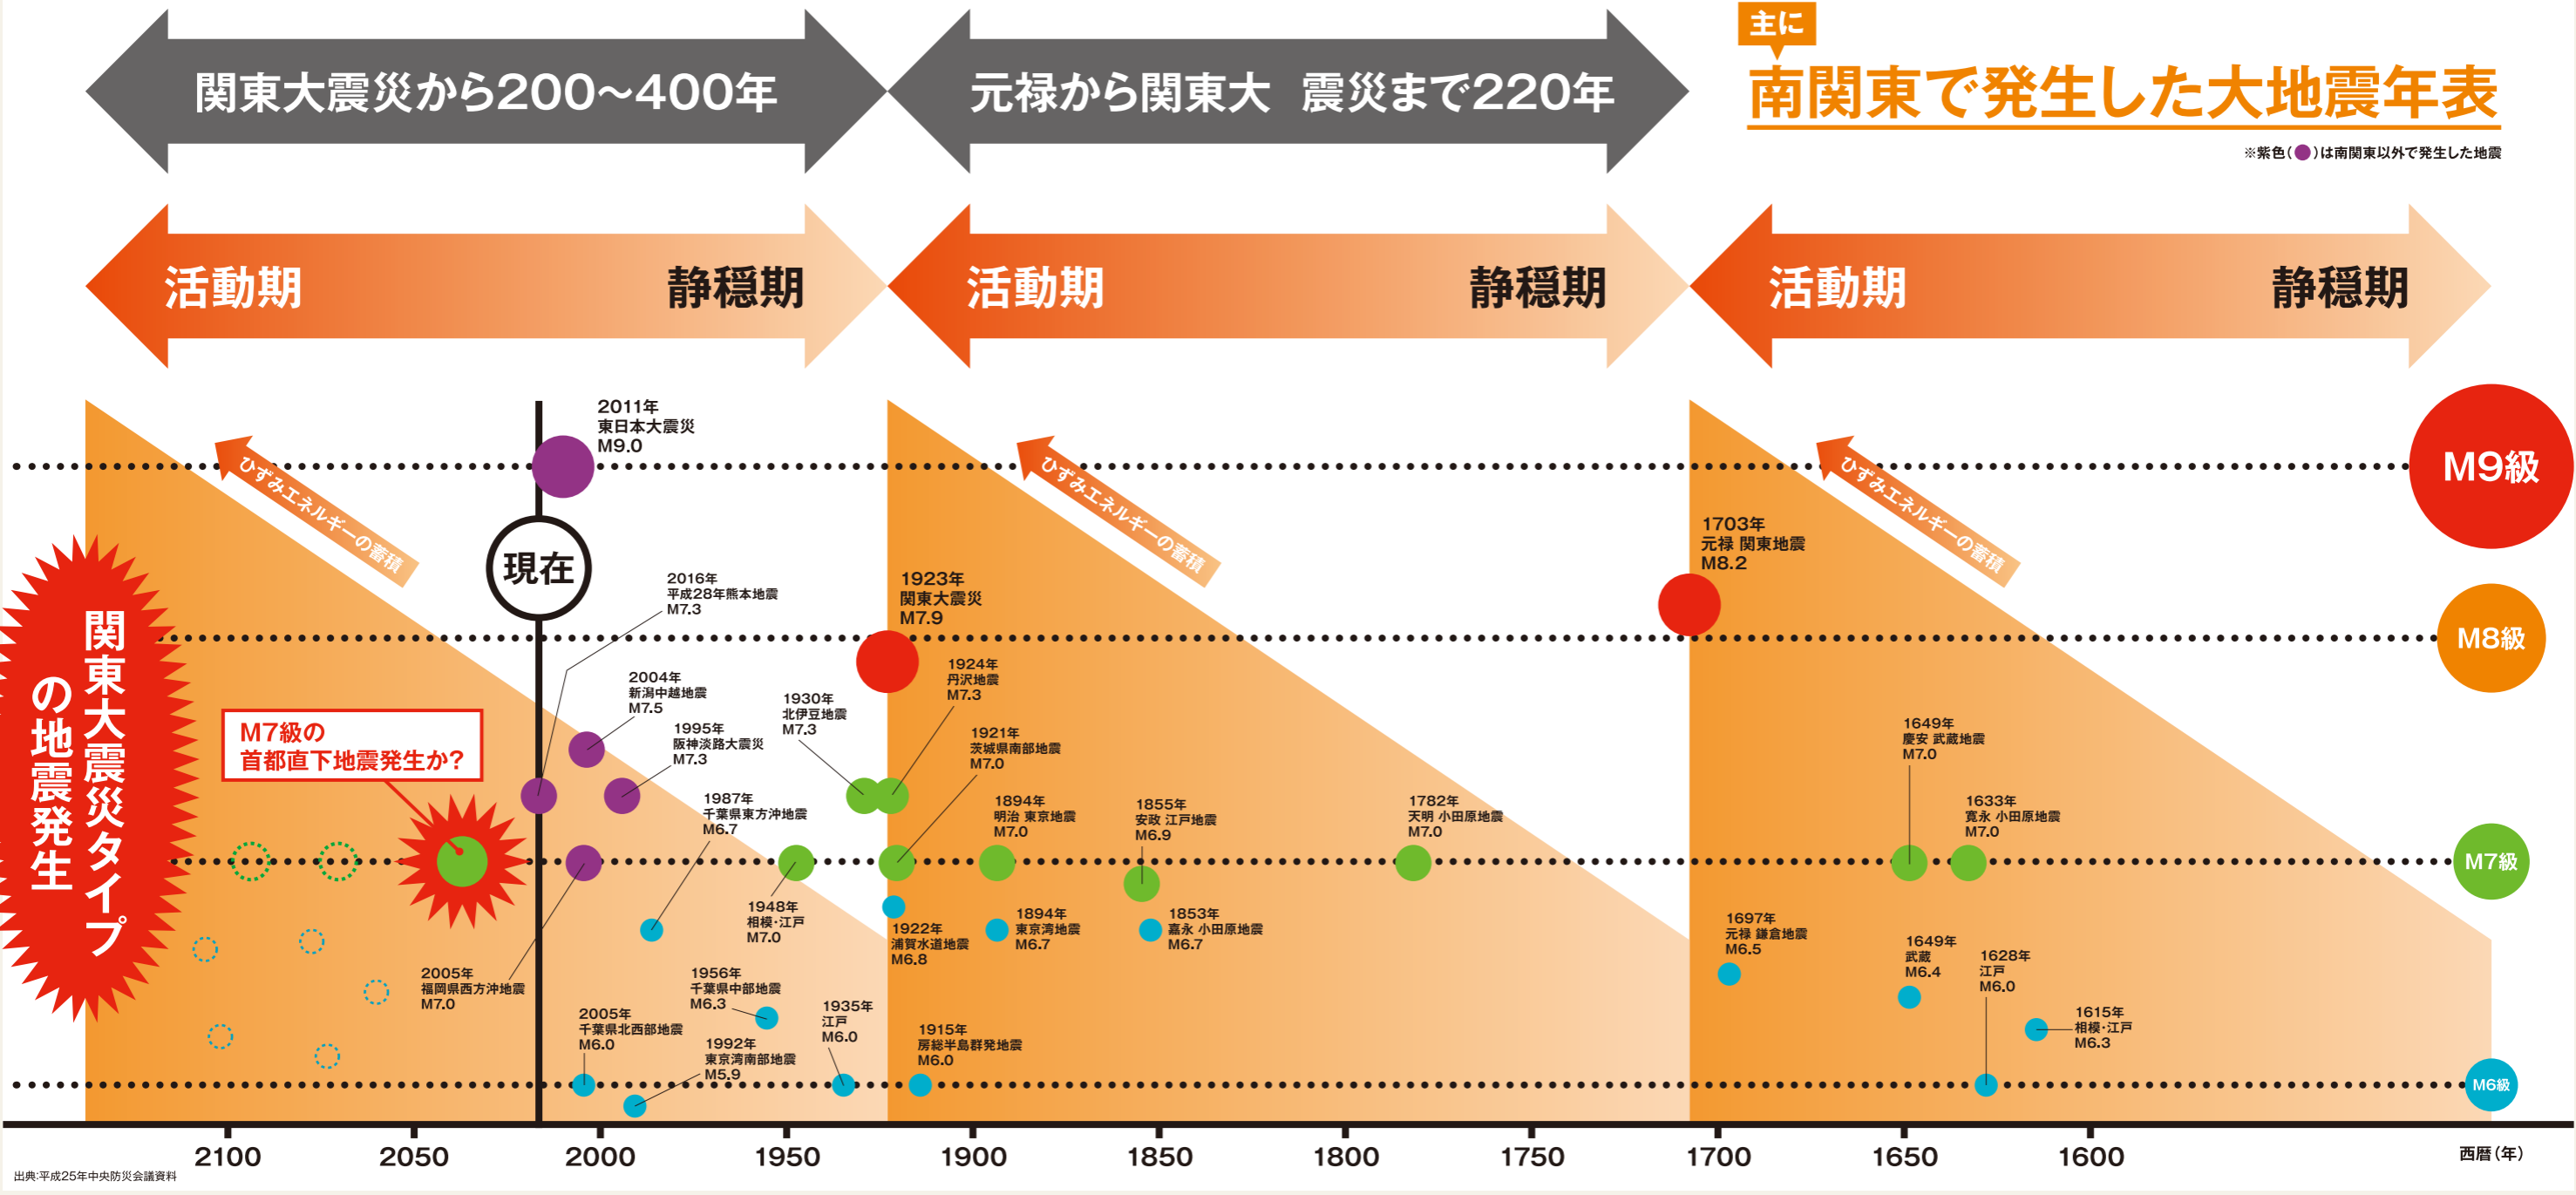 主に
南関東で発生した大地震年表
※紫色(●)は南関東以外で発生した地震
関東大震災から200〜400年
元禄から関東大 震災まで220年
活動期
静穏期
活動期
静穏期
活動期
静穏期
ひずみエネルギーの蓄積
ひずみエネルギーの蓄積
ひずみエネルギーの蓄積
M9級
M8級
M7級
M6級
現在
関東大震災タイプ
の地震発生
M7級の
首都直下地震発生か?
2011年
東日本大震災
M9.0
2016年
平成28年熊本地震
M7.3
2004年
新潟中越地震
M7.5
1995年
阪神淡路大震災
M7.3
1987年
千葉県東方沖地震
M6.7
2005年
福岡県西方沖地震
M7.0
2005年
千葉県北西部地震
M6.0
1992年
東京湾南部地震
M5.9
1956年
千葉県中部地震
M6.3
1948年
相模・江戸
M7.0
1935年
江戸
M6.0
1930年
北伊豆地震
M7.3
1923年
関東大震災
M7.9
1924年
丹沢地震
M7.3
1921年
茨城県南部地震
M7.0
1922年
浦賀水道地震
M6.8
1915年
房総半島群発地震
M6.0
1894年
明治 東京地震
M7.0
1894年
東京湾地震
M6.7
1855年
安政 江戸地震
M6.9
1853年
嘉永 小田原地震
M6.7
1782年
天明 小田原地震
M7.0
1703年
元禄 関東地震
M8.2
1697年
元禄 鎌倉地震
M6.5
1649年
慶安 武蔵地震
M7.0
1649年
武蔵
M6.4
1633年
寛永 小田原地震
M7.0
1628年
江戸
M6.0
1615年
相模・江戸
M6.3
2100 2050 2000 1950 1900 1850 1800 1750 1700 1650 1600 西暦(年)
出典:平成25年中央防災会議資料